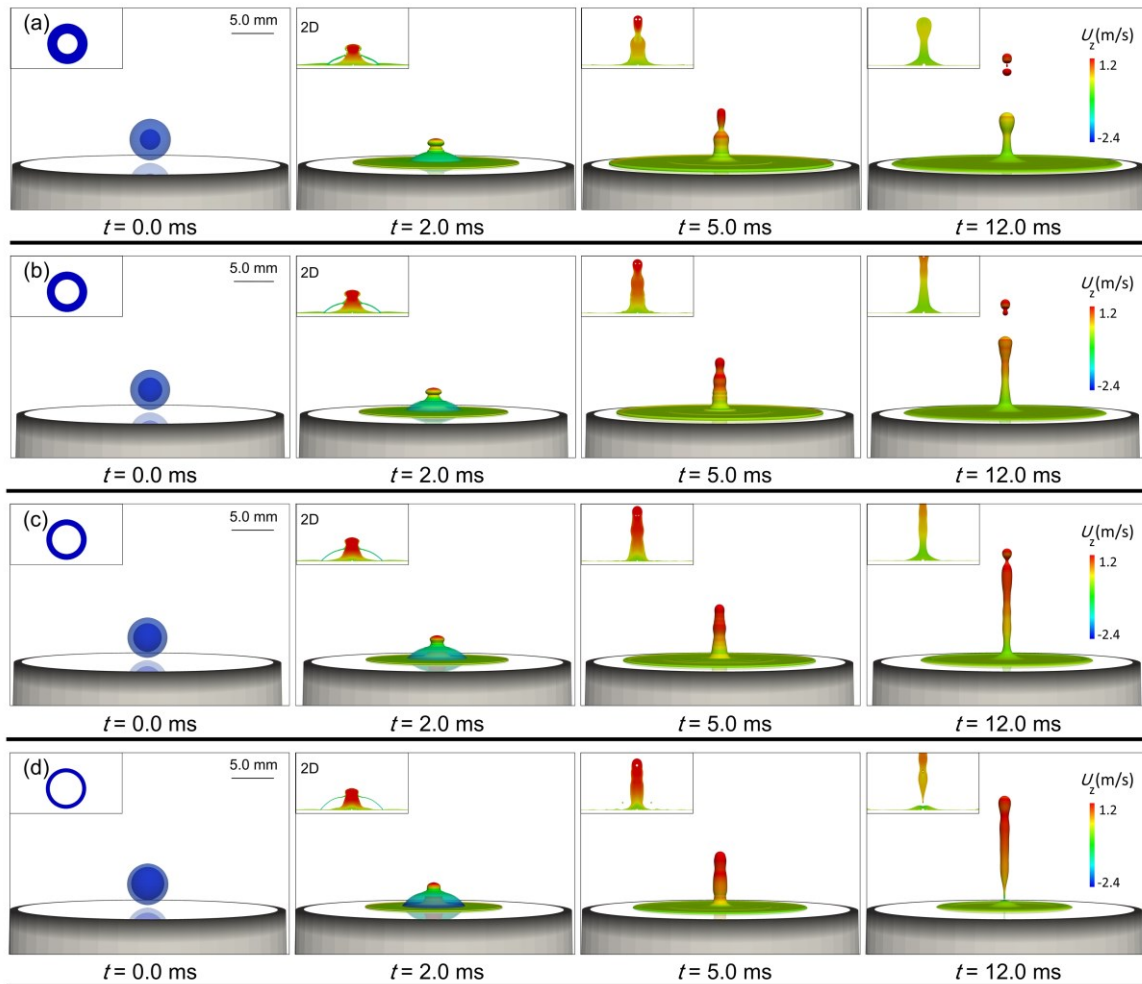 (a)
5.0 mm
2D
U_z(m/s)
1.2
-2.4
t = 0.0 ms
t = 2.0 ms
t = 5.0 ms
t = 12.0 ms
(b)
5.0 mm
2D
U_z(m/s)
1.2
-2.4
t = 0.0 ms
t = 2.0 ms
t = 5.0 ms
t = 12.0 ms
(c)
5.0 mm
2D
U_z(m/s)
1.2
-2.4
t = 0.0 ms
t = 2.0 ms
t = 5.0 ms
t = 12.0 ms
(d)
5.0 mm
2D
U_z(m/s)
1.2
-2.4
t = 0.0 ms
t = 2.0 ms
t = 5.0 ms
t = 12.0 ms